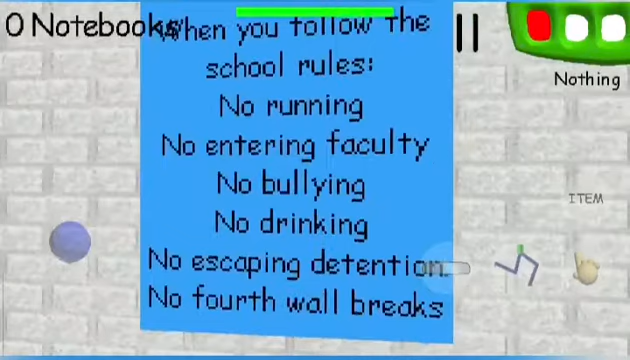 0 Notebooks
When you follow the
school rules:
No running
No entering faculty
No bullying
No drinking
No escaping detention.
No fourth wall breaks
Nothing
ITEM